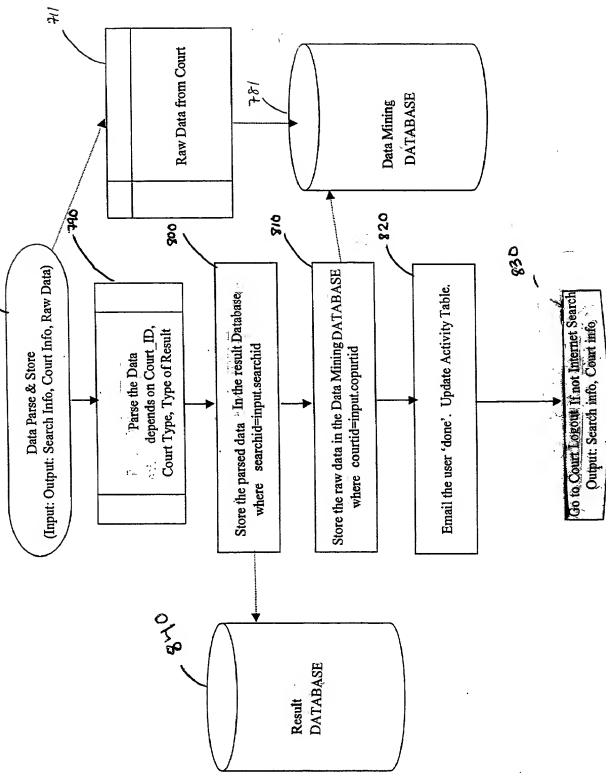 Data Parse & Store
(Input: Output: Search Info, Court Info, Raw Data)
711
Raw Data from Court
790
Parse the Data
depends on Court_ID,
Court Type, Type of Result
781
Data Mining
DATABASE
800
Store the parsed data In the result Database
where searchid=input.searchid
840
Result
DATABASE
810
Store the raw data in the Data Mining DATABASE
where courtid=input.copurtid
820
Email the user 'done'. Update Activity Table.
830
Go to Court Logout If not Internet Search
Output: Search info, Court info